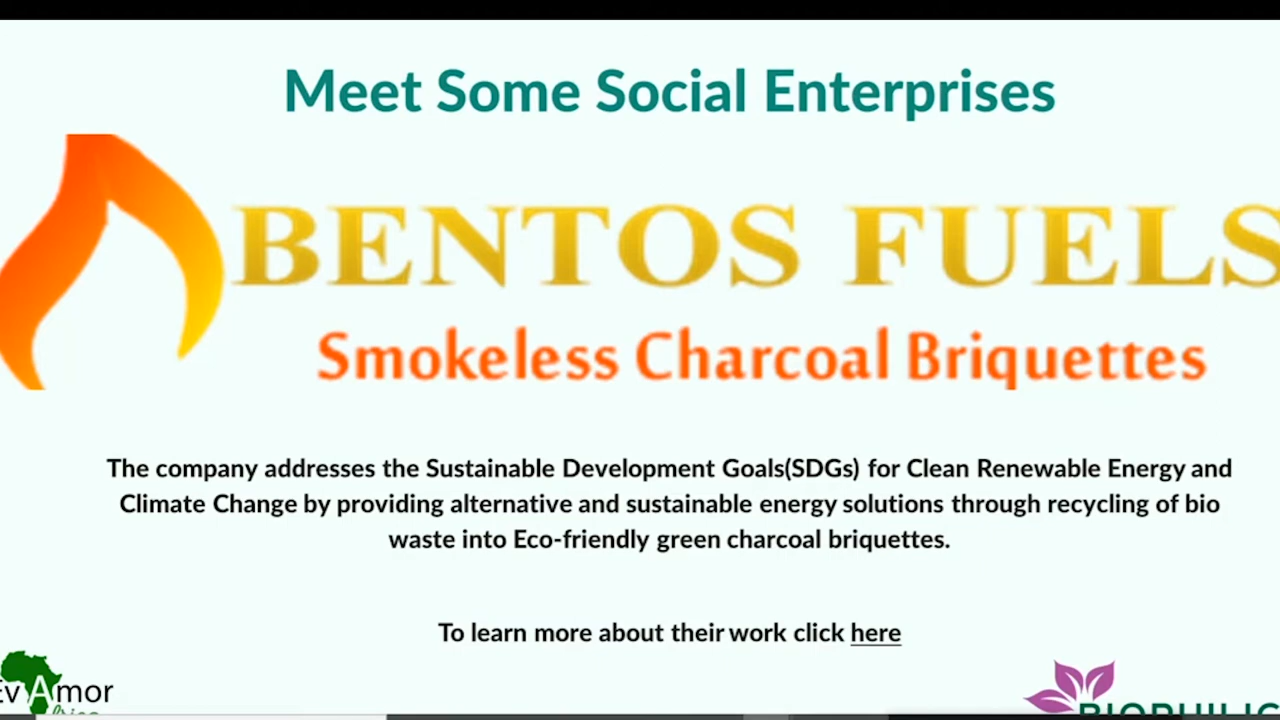 Meet Some Social Enterprises
BENTOS FUELS
Smokeless Charcoal Briquettes
The company addresses the Sustainable Development Goals(SDGs) for Clean Renewable Energy and
Climate Change by providing alternative and sustainable energy solutions through recycling of bio
waste into Eco-friendly green charcoal briquettes.
To learn more about their work click here
Ev Amor